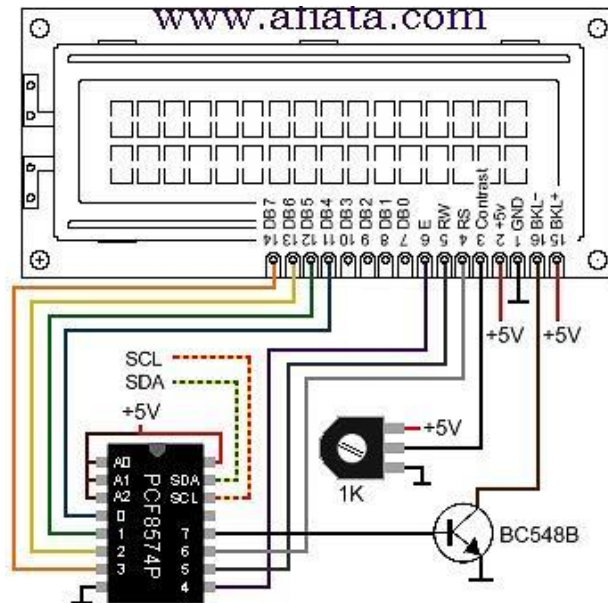 www.afiata.com
DB7 DB6 DB5 DB4 DB3 DB2 DB1 DB0 E RW RS Contrast +5v GND BKL- BKL+
14 13 12 11 10 9 8 7 6 5 4 3 2 1 16 15
+5V +5V
SCL
SDA
+5V
+5V
1K
A0
A1 SDA
A2 SCL
PCF8574P
0
1 7
2 6
3 5
4
BC548B